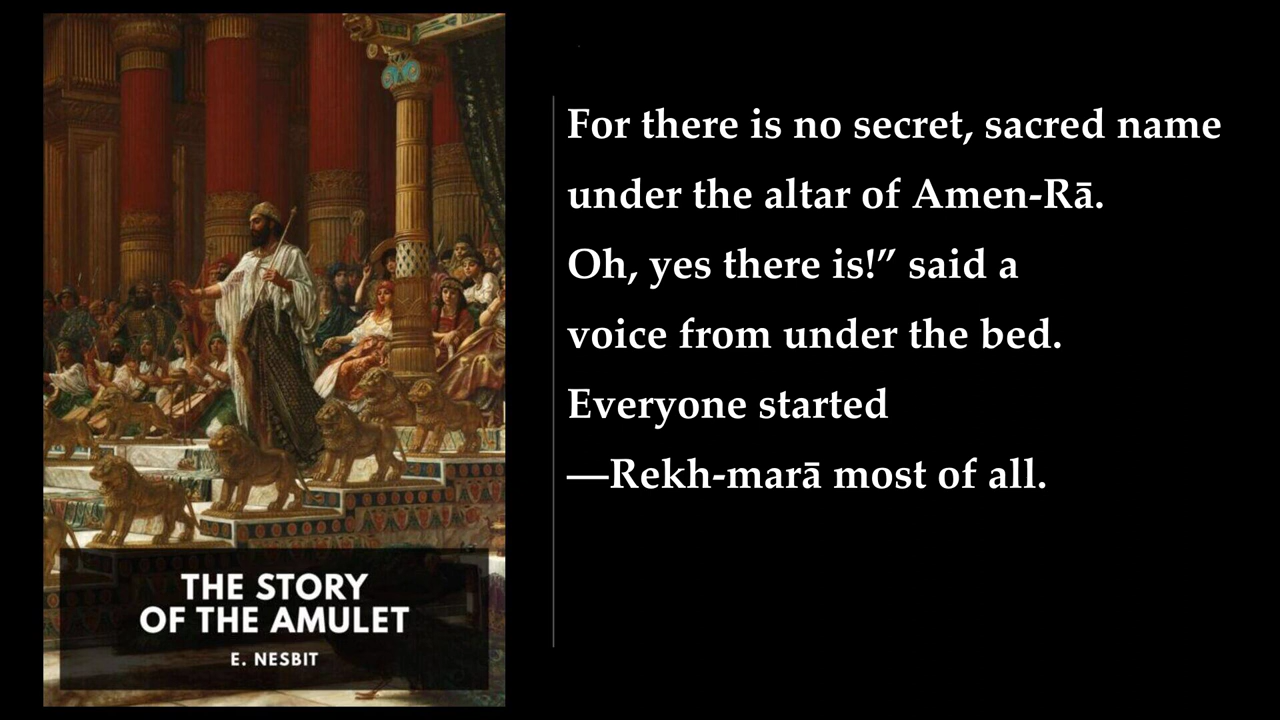 THE STORY
OF THE AMULET
E. NESBIT
For there is no secret, sacred name
under the altar of Amen-Rā.
Oh, yes there is!” said a
voice from under the bed.
Everyone started
—Rekh-marā most of all.